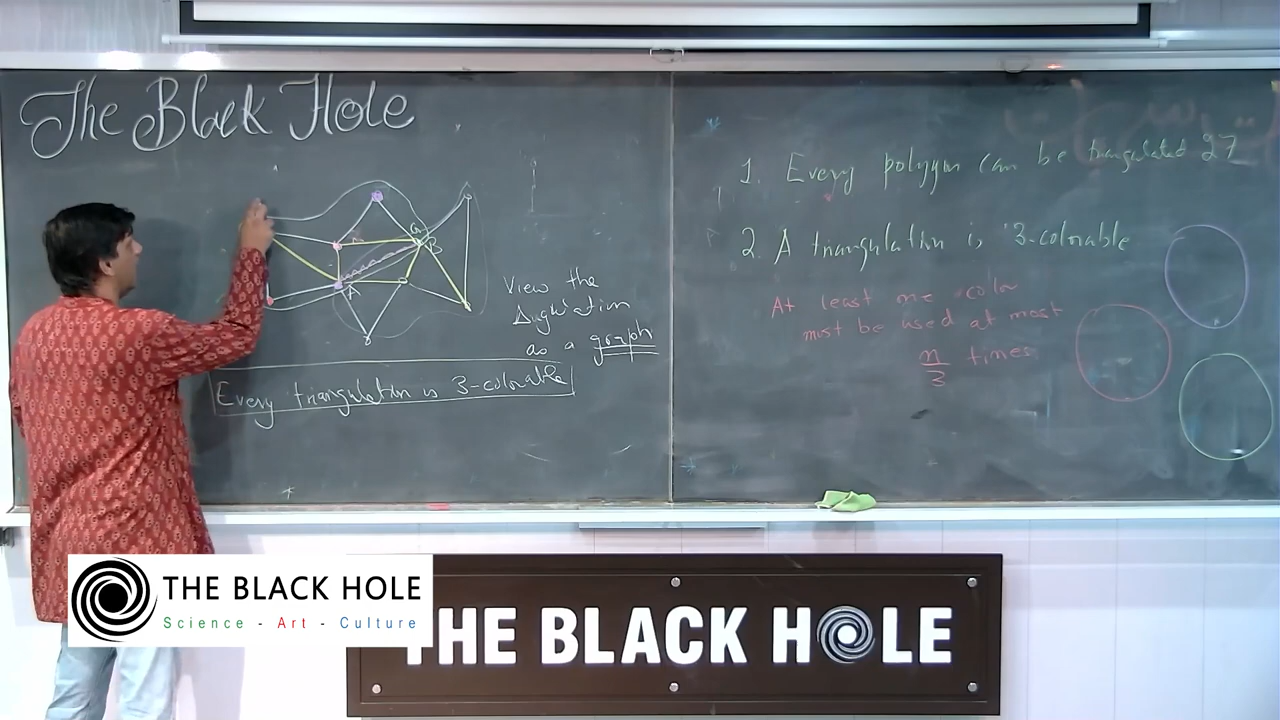 The Black Hole
G
B
A
View the
as a graph
Every triangulation is 3-colorable
1. Every polygon can be triangulated 27
2. A triangulation is 3-colorable
At least one color
must be used at most
n/3 times
THE BLACK HOLE
Science - Art - Culture
THE BLACK HOLE